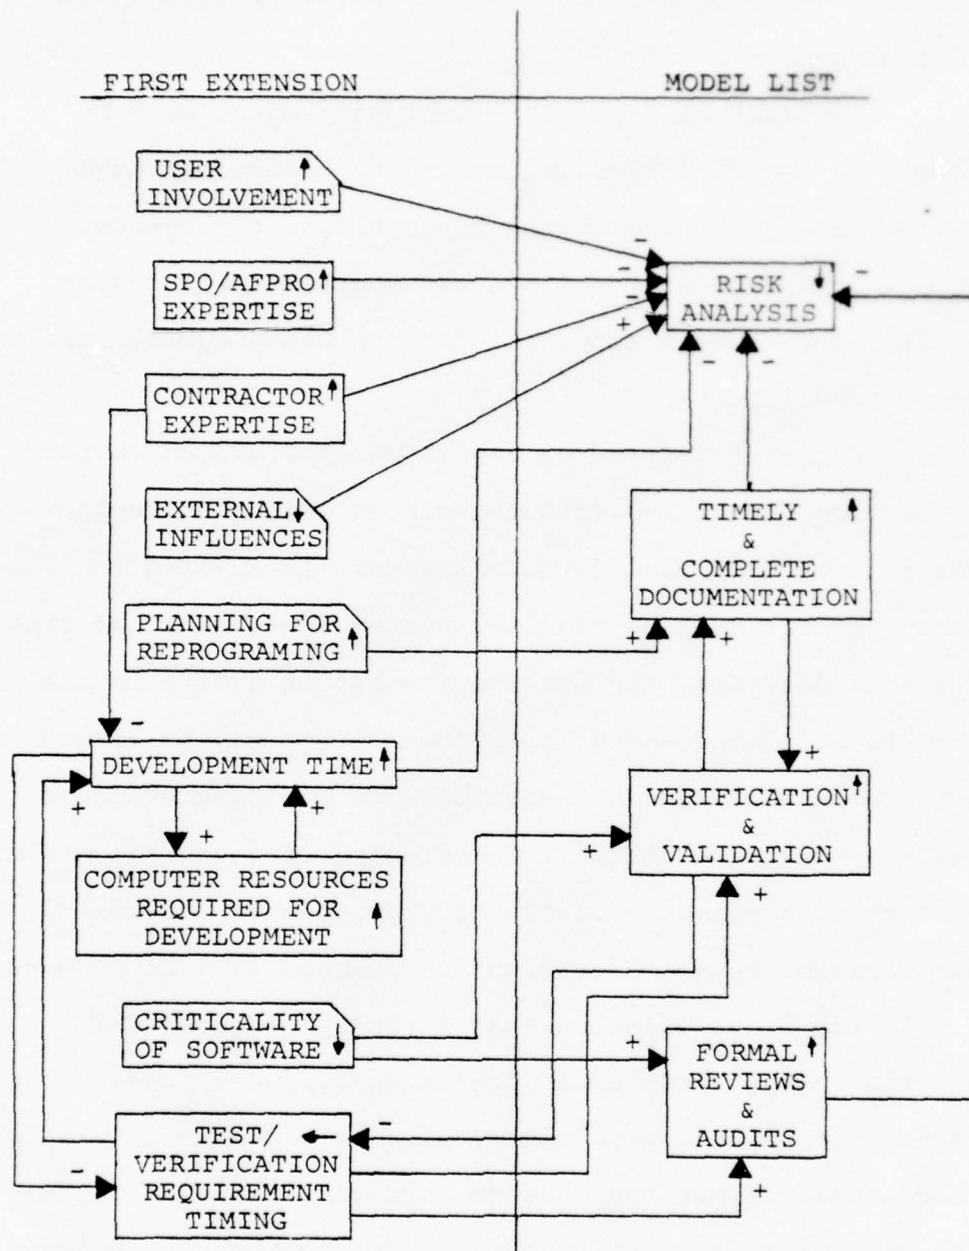 FIRST EXTENSION
MODEL LIST
USER
INVOLVEMENT
SPO/AFPRO
EXPERTISE
CONTRACTOR
EXPERTISE
EXTERNAL
INFLUENCES
PLANNING FOR
REPROGRAMING
DEVELOPMENT TIME
COMPUTER RESOURCES
REQUIRED FOR
DEVELOPMENT
CRITICALITY
OF SOFTWARE
TEST/
VERIFICATION
REQUIREMENT
TIMING
RISK
ANALYSIS
TIMELY
&
COMPLETE
DOCUMENTATION
VERIFICATION
&
VALIDATION
FORMAL
REVIEWS
&
AUDITS